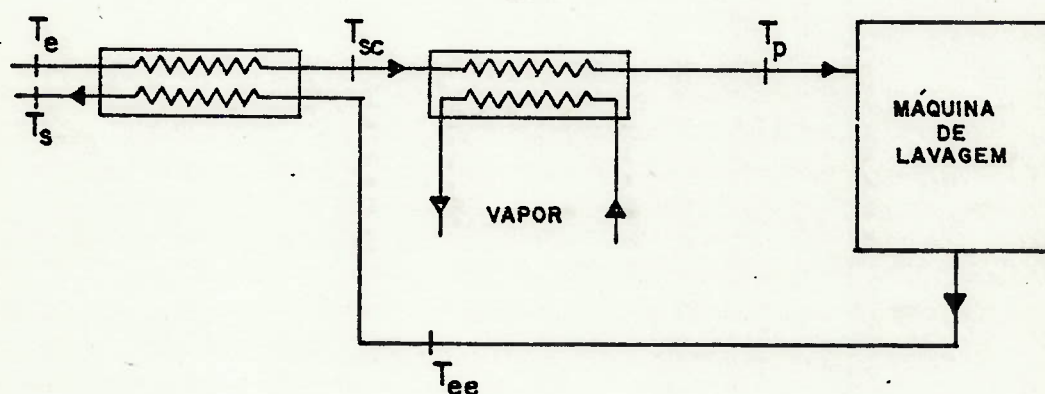 Te
Tsc
Tp
Ts
MÁQUINA
DE
LAVAGEM
VAPOR
Tee